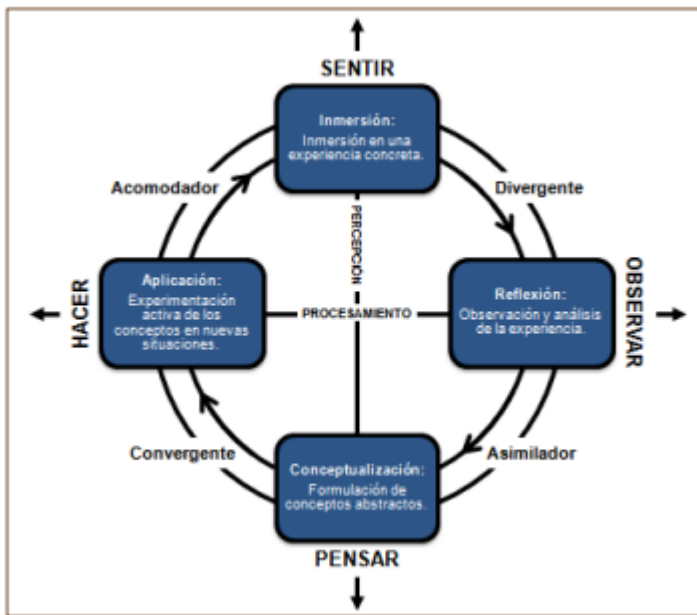 SENTIR
Inmersión:
Inmersión en una
experiencia concreta.
Acomodador
Divergente
PERCEPCIÓN
HACER
Aplicación:
Experimentación
activa de los
conceptos en nuevas
situaciones.
PROCESAMIENTO
Reflexión:
Observación y análisis
de la experiencia.
OBSERVAR
Convergente
Asimilador
Conceptualización:
Formulación de
conceptos abstractos.
PENSAR